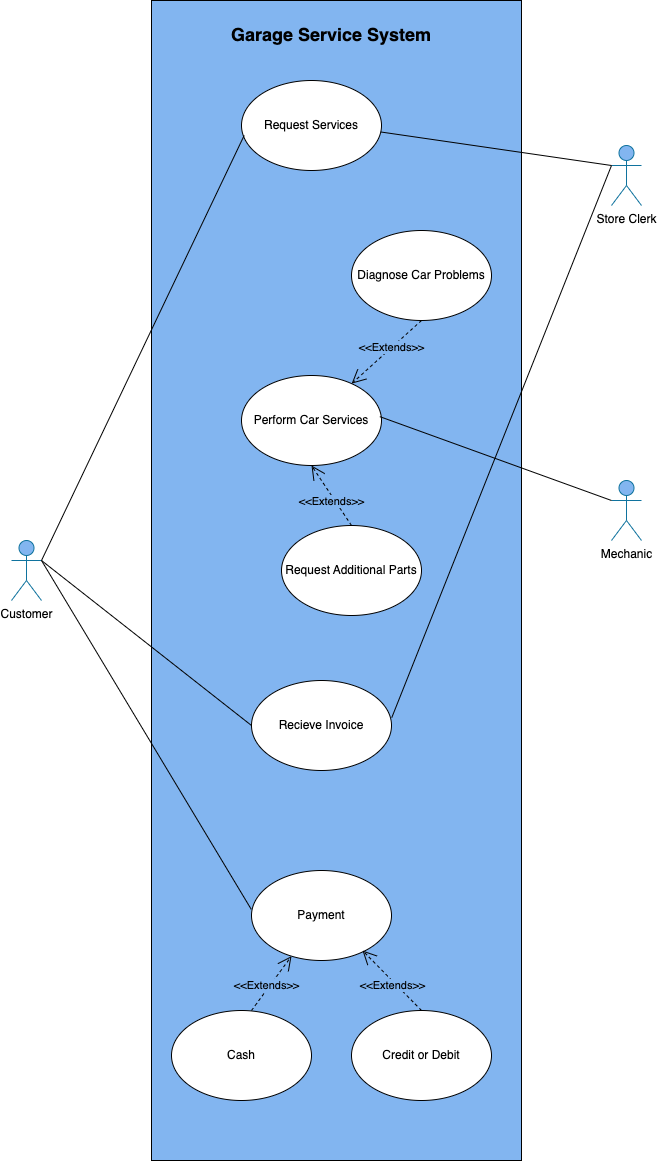 Garage Service System
Request Services
Store Clerk
Diagnose Car Problems
<<Extends>>
Perform Car Services
<<Extends>>
Mechanic
Request Additional Parts
Customer
Recieve Invoice
Payment
<<Extends>>
<<Extends>>
Cash
Credit or Debit